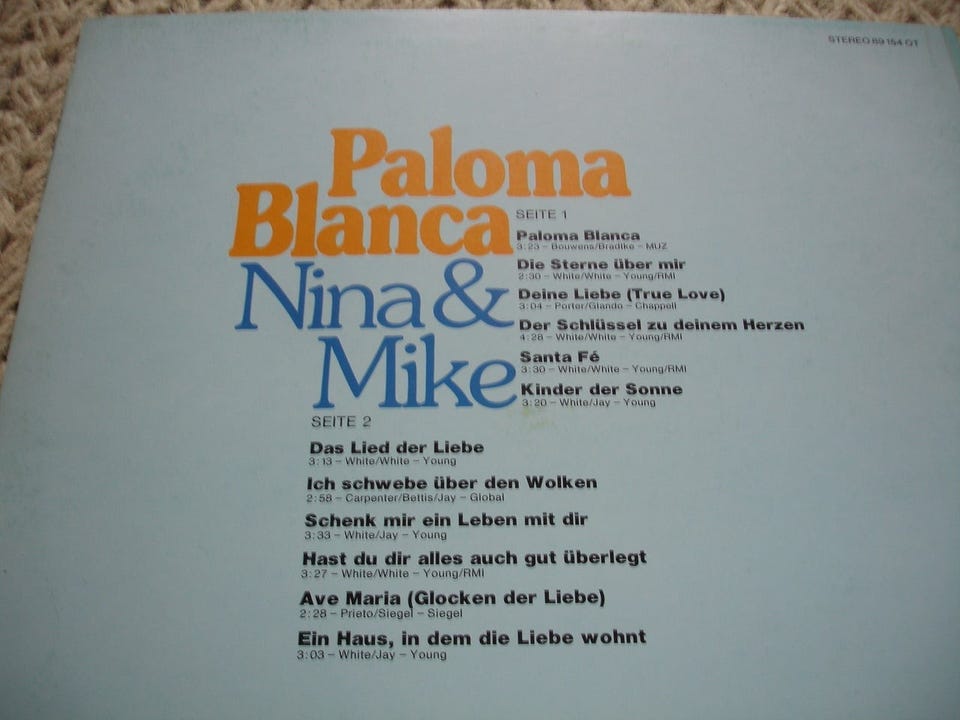 STEREO 89 154 OT
Paloma
Blanca
Nina &
Mike
SEITE 1
Paloma Blanca
3:23 – Bouwens/Bradtke – MUZ
Die Sterne über mir
2:30 – White/White – Young/RMI
Deine Liebe (True Love)
3:04 – Porter/Glando – Chappell
Der Schlüssel zu deinem Herzen
4:28 – White/White – Young/RMI
Santa Fé
3:30 – White/White – Young/RMI
Kinder der Sonne
3:20 – White/Jay – Young
SEITE 2
Das Lied der Liebe
3:13 – White/White – Young
Ich schwebe über den Wolken
2:58 – Carpenter/Bettis/Jay – Global
Schenk mir ein Leben mit dir
3:33 – White/Jay – Young
Hast du dir alles auch gut überlegt
3:27 – White/White – Young/RMI
Ave Maria (Glocken der Liebe)
2:28 – Prieto/Siegel – Siegel
Ein Haus, in dem die Liebe wohnt
3:03 – White/Jay – Young